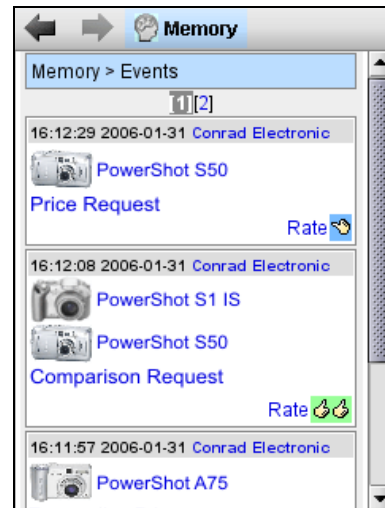 Memory
Memory > Events
[1][2]
16:12:29 2006-01-31 Conrad Electronic
PowerShot S50
Price Request
Rate
16:12:08 2006-01-31 Conrad Electronic
PowerShot S1 IS
PowerShot S50
Comparison Request
Rate
16:11:57 2006-01-31 Conrad Electronic
PowerShot A75